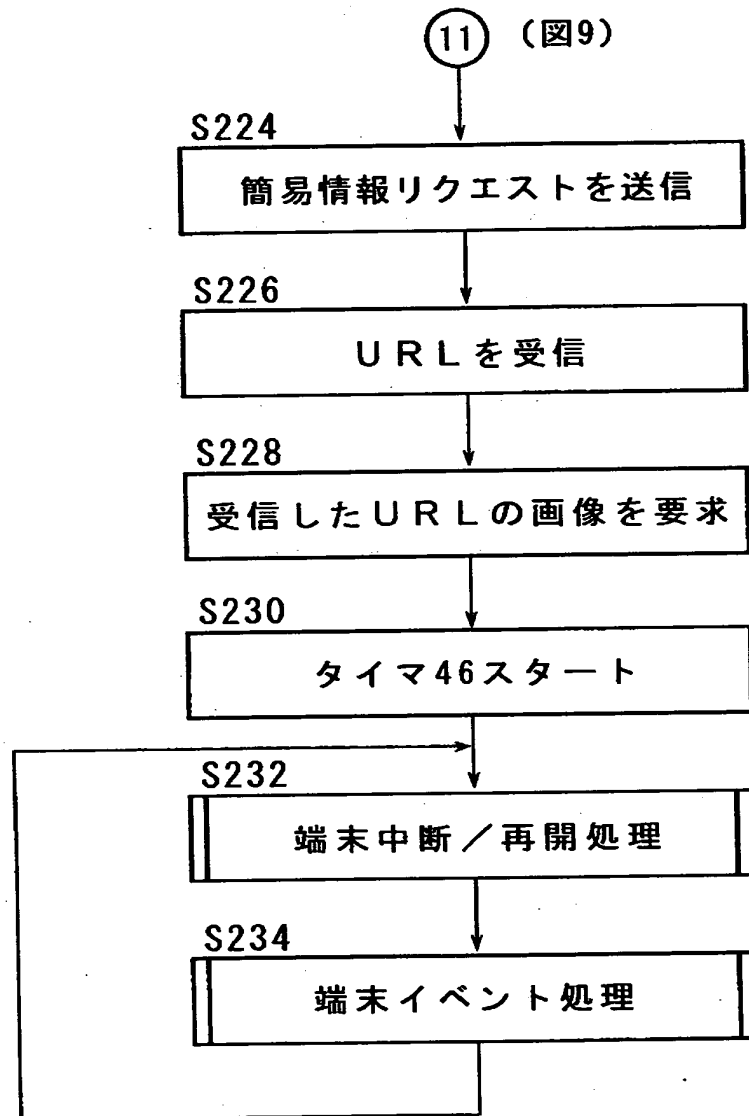 11 (図9)
S224
簡易情報リクエストを送信
S226
URLを受信
S228
受信したURLの画像を要求
S230
タイマ46スタート
S232
端末中断/再開処理
S234
端末イベント処理